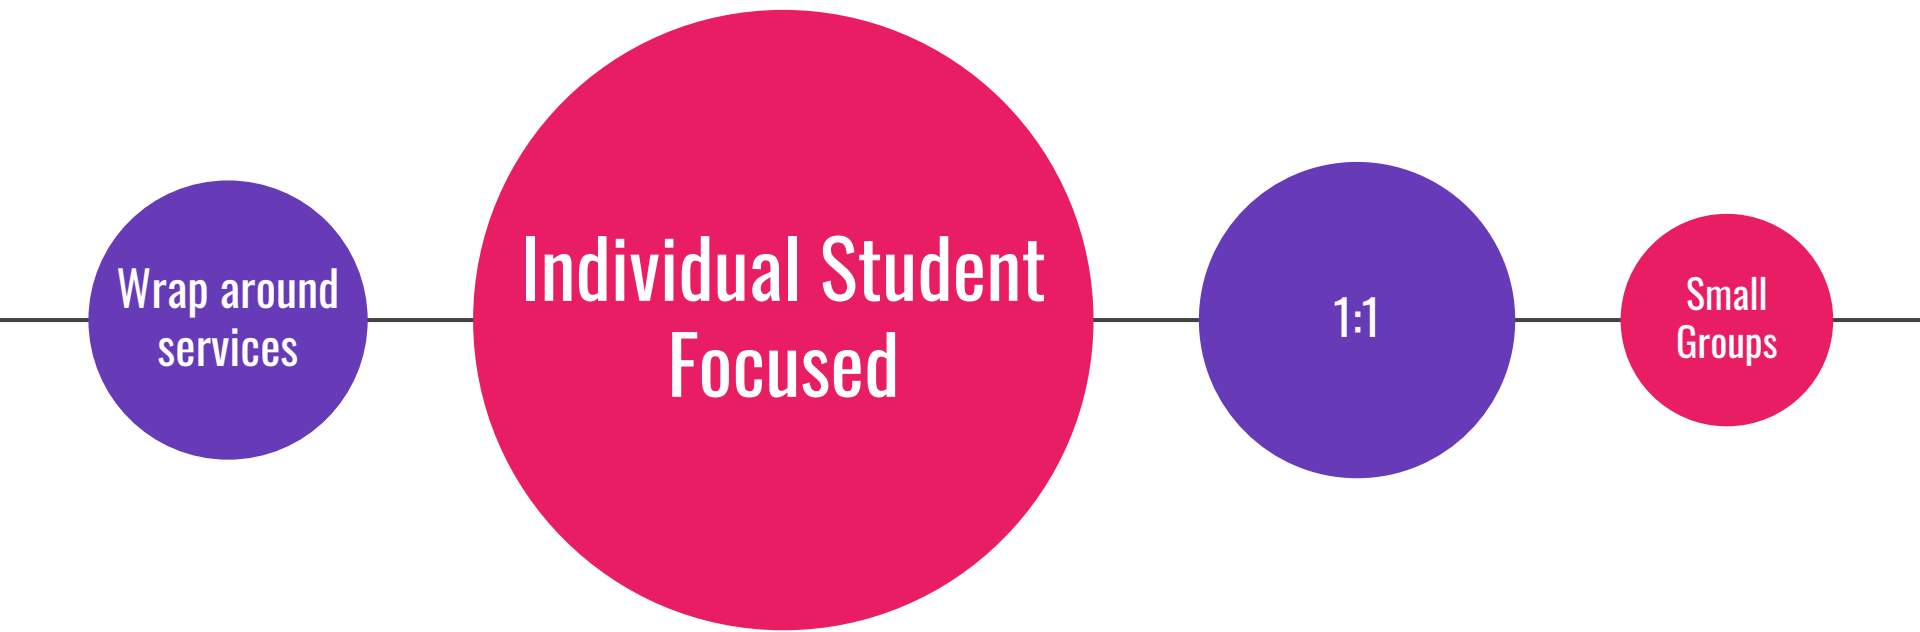 Wrap around
services
Individual Student
Focused
1:1
Small
Groups